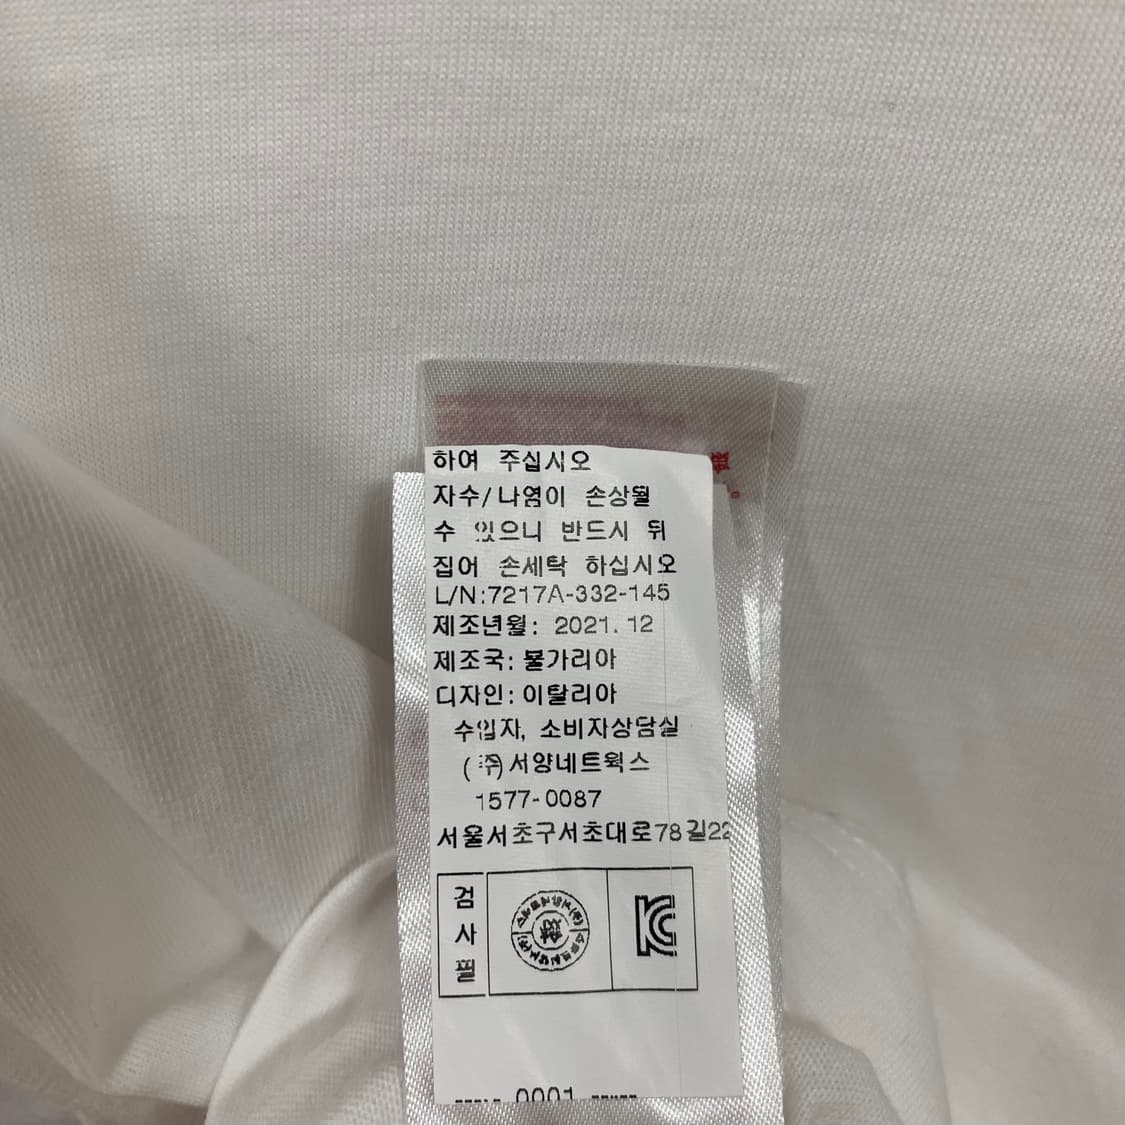 하여 주십시오
자수/나염이 손상될
수 있으니 반드시 뒤
집어 손세탁 하십시오
L/N:7217A-332-145
제조년월: 2021.12
제조국: 불가리아
디자인: 이탈리아
수입자, 소비자상담실
(주)서양네트웍스
1577-0087
서울서초구서초대로78길22
검
사
필
KC
0001